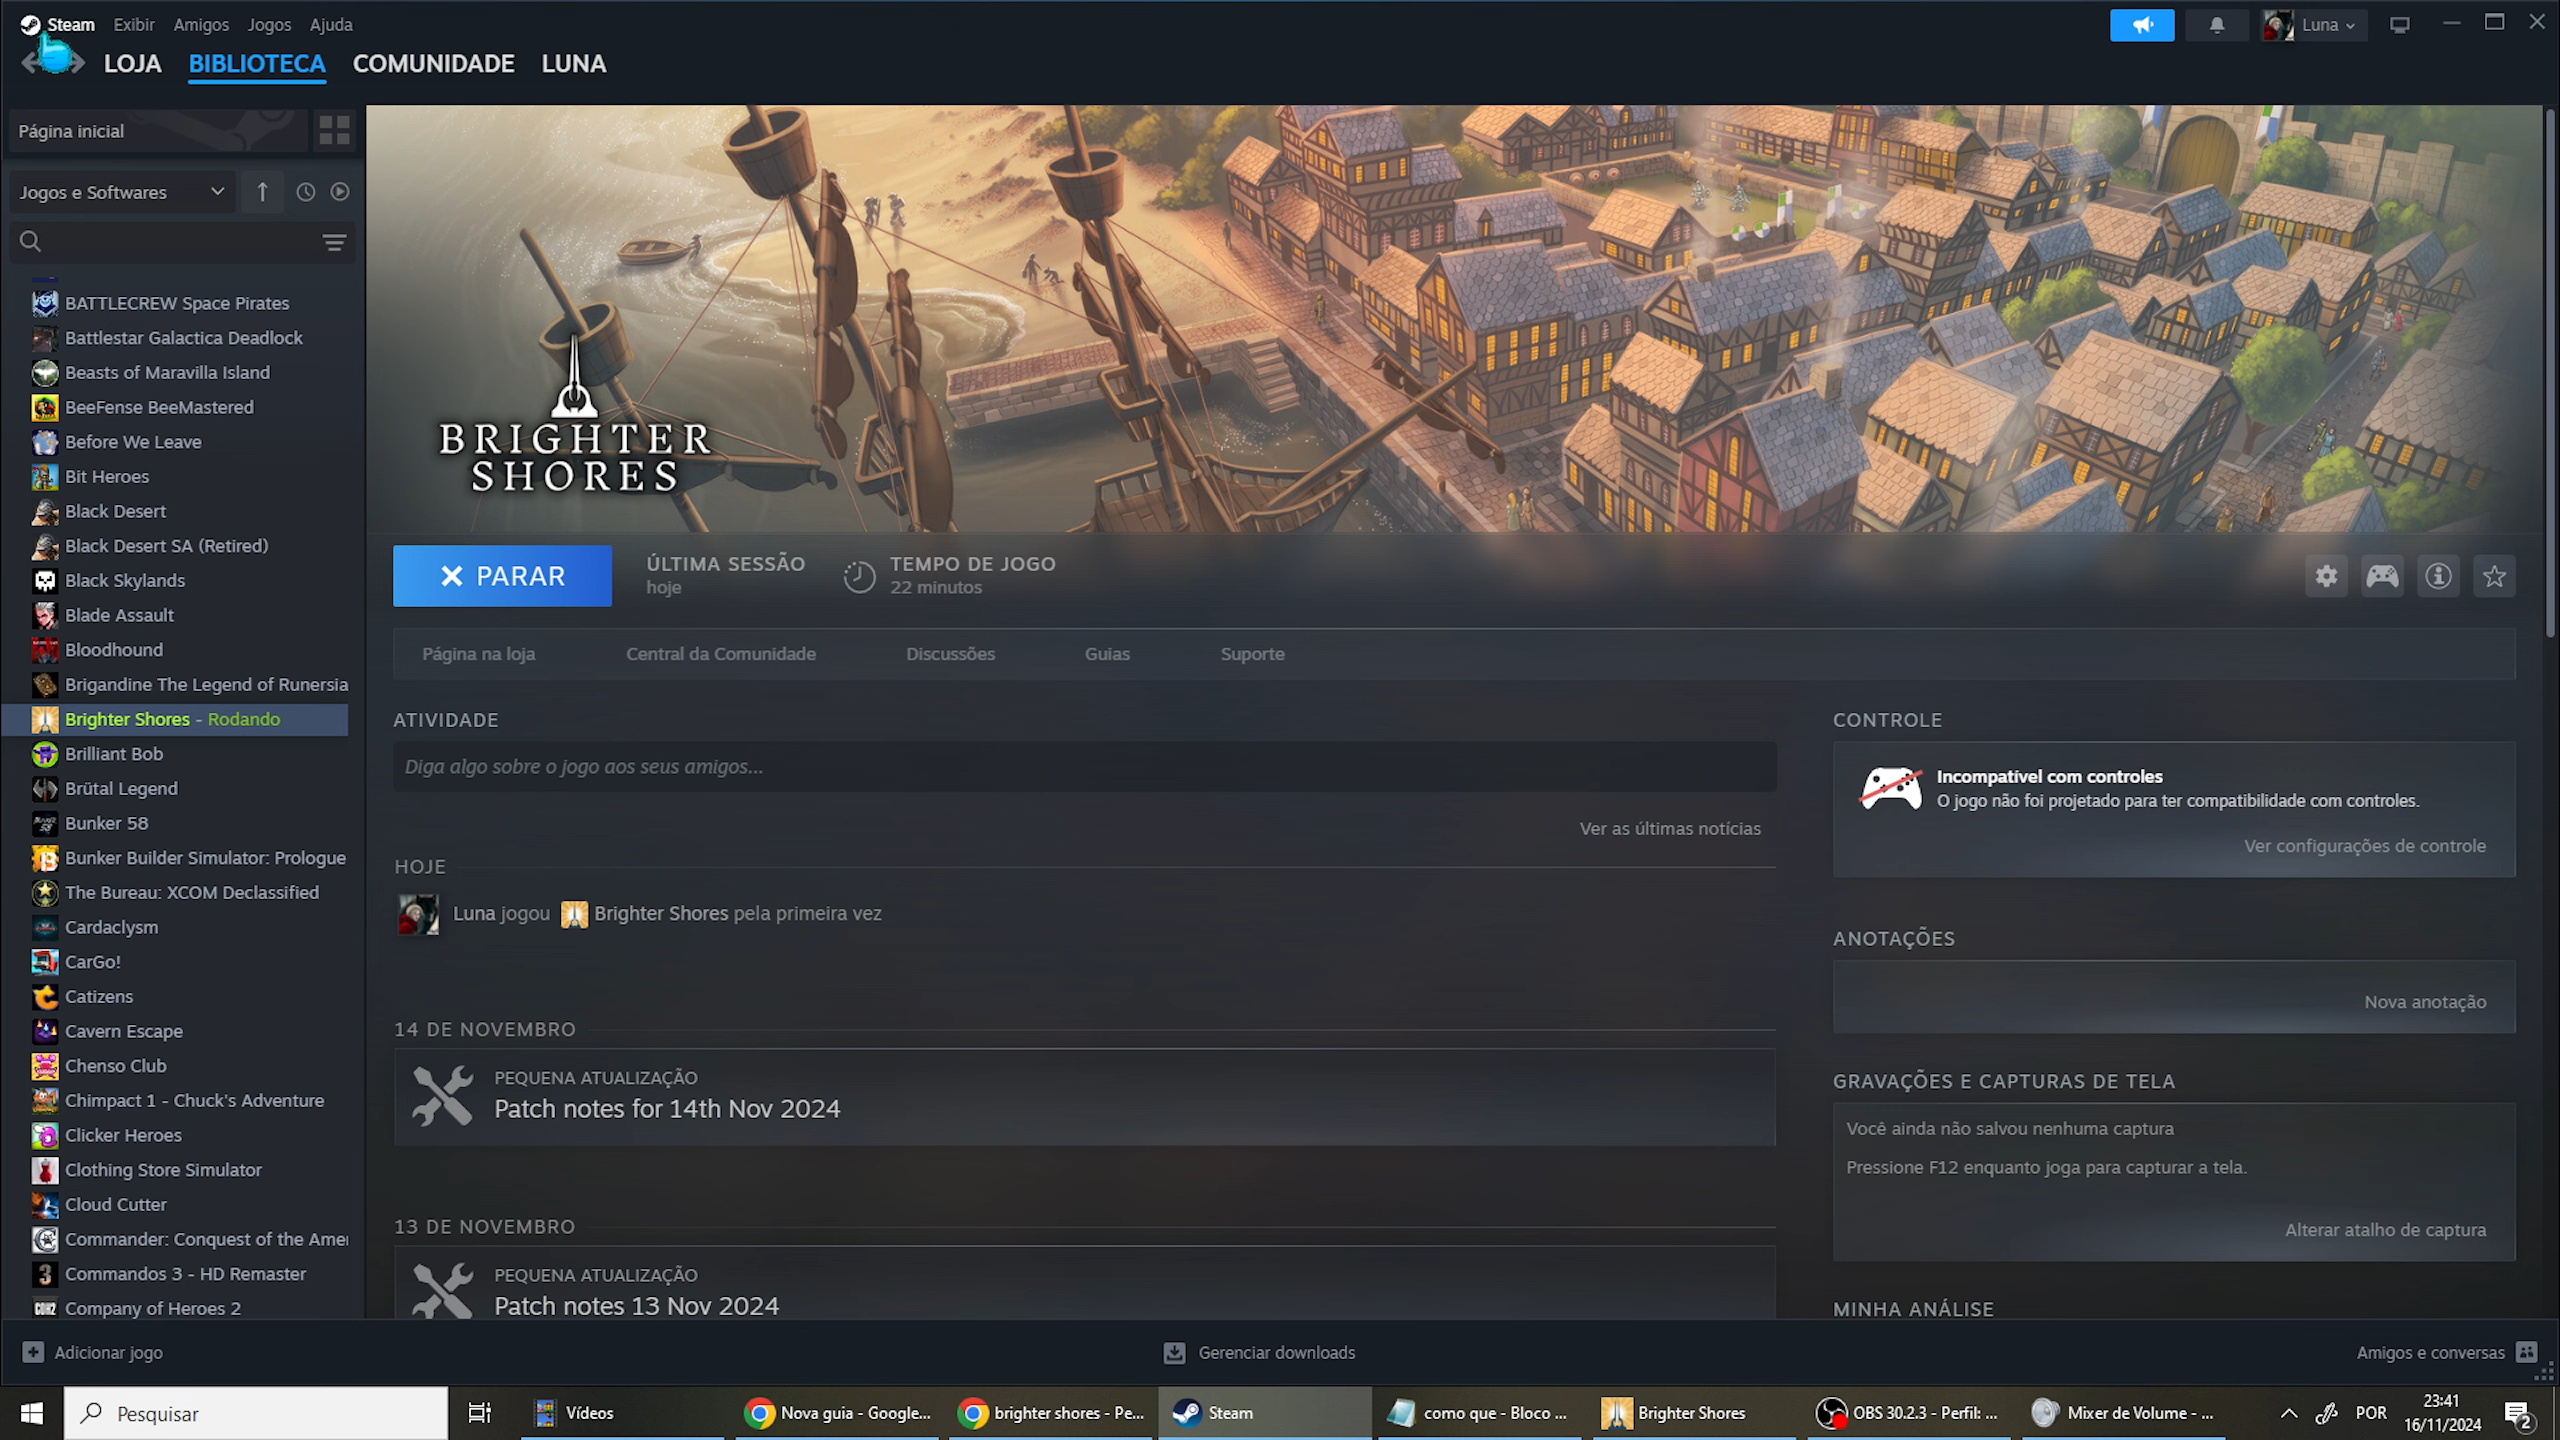 Steam Exibir Amigos Jogos Ajuda
Luna
LOJA BIBLIOTECA COMUNIDADE LUNA
Página inicial
Jogos e Softwares
BATTLECREW Space Pirates
Battlestar Galactica Deadlock
Beasts of Maravilla Island
BeeFense BeeMastered
Before We Leave
Bit Heroes
Black Desert
Black Desert SA (Retired)
Black Skylands
Blade Assault
Bloodhound
Brigandine The Legend of Runersia
Brighter Shores - Rodando
Brilliant Bob
Brütal Legend
Bunker 58
Bunker Builder Simulator: Prologue
The Bureau: XCOM Declassified
Cardaclysm
CarGo!
Catizens
Cavern Escape
Chenso Club
Chimpact 1 - Chuck's Adventure
Clicker Heroes
Clothing Store Simulator
Cloud Cutter
Commander: Conquest of the Amer
Commandos 3 - HD Remaster
Company of Heroes 2
BRIGHTER
SHORES
PARAR
ÚLTIMA SESSÃO
hoje
TEMPO DE JOGO
22 minutos
Página na loja Central da Comunidade Discussões Guias Suporte
ATIVIDADE
Diga algo sobre o jogo aos seus amigos...
Ver as últimas notícias
HOJE
Luna jogou Brighter Shores pela primeira vez
14 DE NOVEMBRO
PEQUENA ATUALIZAÇÃO
Patch notes for 14th Nov 2024
13 DE NOVEMBRO
PEQUENA ATUALIZAÇÃO
Patch notes 13 Nov 2024
CONTROLE
Incompatível com controles
O jogo não foi projetado para ter compatibilidade com controles.
Ver configurações de controle
ANOTAÇÕES
Nova anotação
GRAVAÇÕES E CAPTURAS DE TELA
Você ainda não salvou nenhuma captura
Pressione F12 enquanto joga para capturar a tela.
Alterar atalho de captura
MINHA ANÁLISE
Adicionar jogo
Gerenciar downloads
Amigos e conversas
Pesquisar
Vídeos
Nova guia - Google...
brighter shores - Pe...
Steam
como que - Bloco ...
Brighter Shores
OBS 30.2.3 - Perfil: ...
Mixer de Volume - ...
POR
23:41
16/11/2024
2